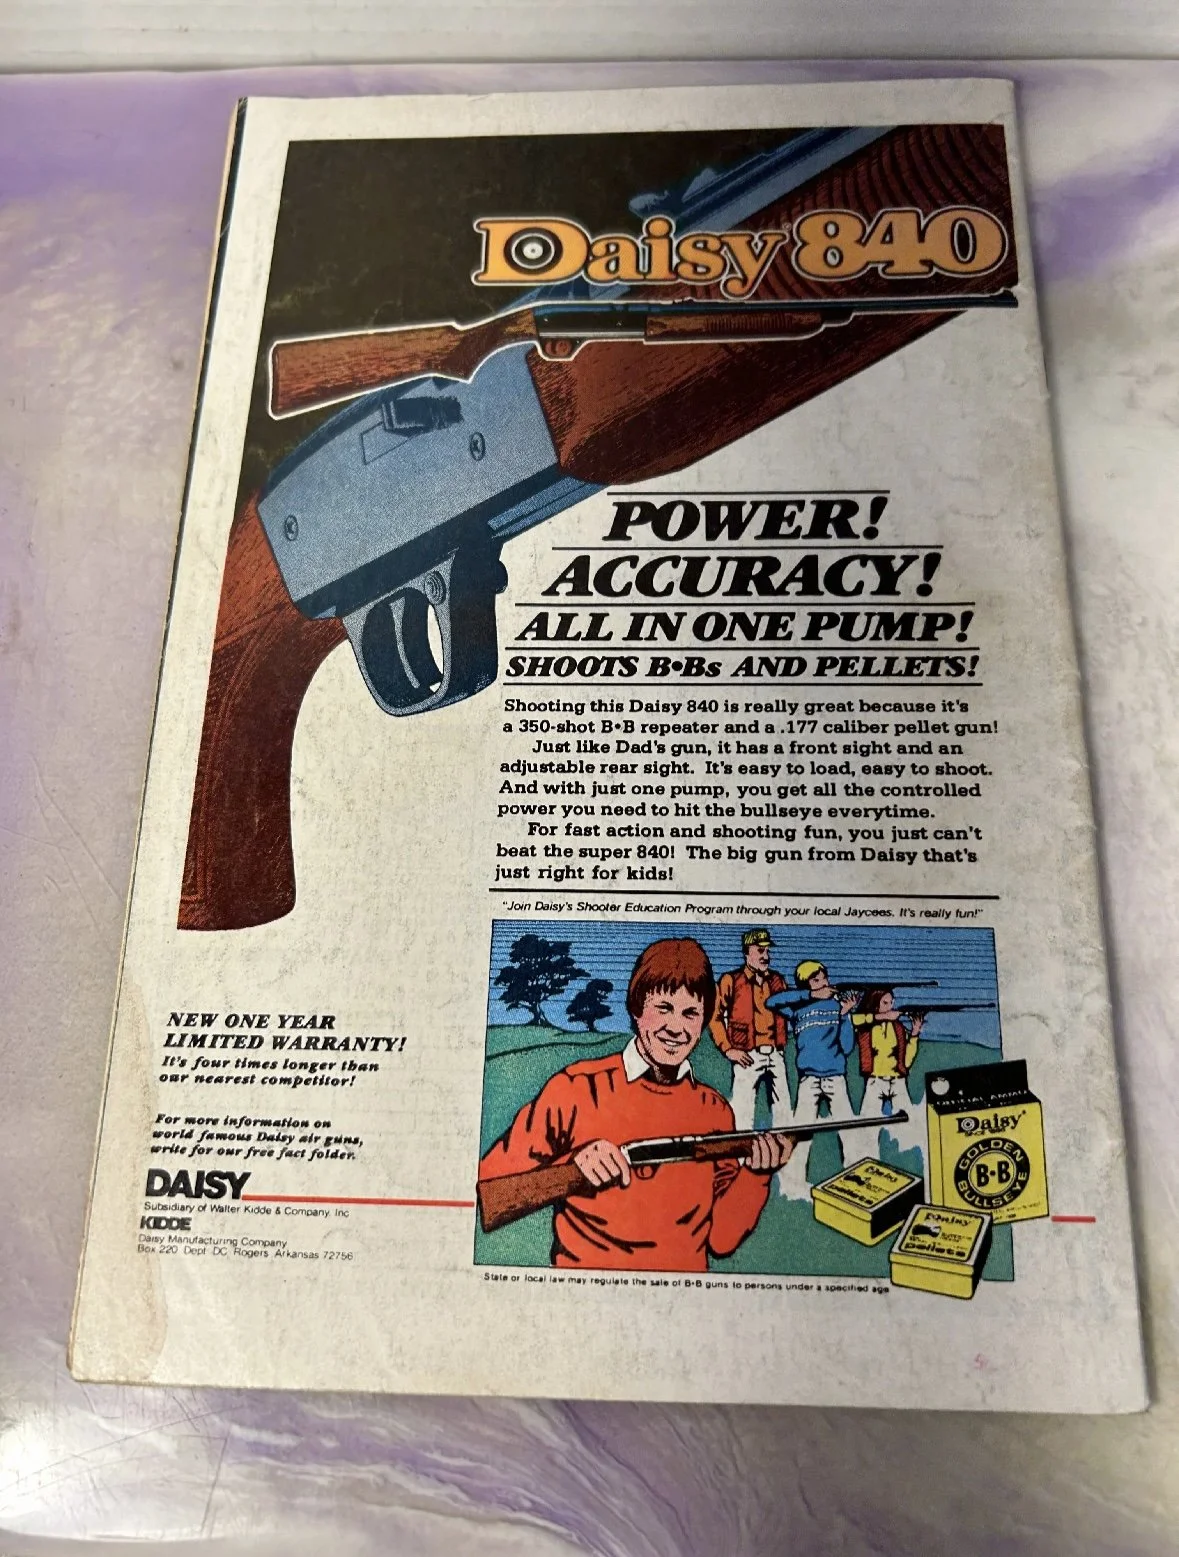 Daisy 840
POWER!
ACCURACY!
ALL IN ONE PUMP!
SHOOTS B•Bs AND PELLETS!
Shooting this Daisy 840 is really great because it's
a 350-shot B•B repeater and a .177 caliber pellet gun!
Just like Dad's gun, it has a front sight and an
adjustable rear sight. It's easy to load, easy to shoot.
And with just one pump, you get all the controlled
power you need to hit the bullseye everytime.
For fast action and shooting fun, you just can't
beat the super 840! The big gun from Daisy that's
just right for kids!
"Join Daisy's Shooter Education Program through your local Jaycees. It's really fun!"
NEW ONE YEAR
LIMITED WARRANTY!
It's four times longer than
our nearest competitor!
For more information on
world famous Daisy air guns,
write for our free fact folder.
DAISY
Subsidiary of Walter Kidde & Company, Inc
KIDDE
Daisy Manufacturing Company
Box 220 Dept DC, Rogers, Arkansas 72756
Daisy
GOLDEN
B•B
BULLSEYE
Daisy
pellets
Daisy
pellets
State or local law may regulate the sale of B•B guns to persons under a specified age